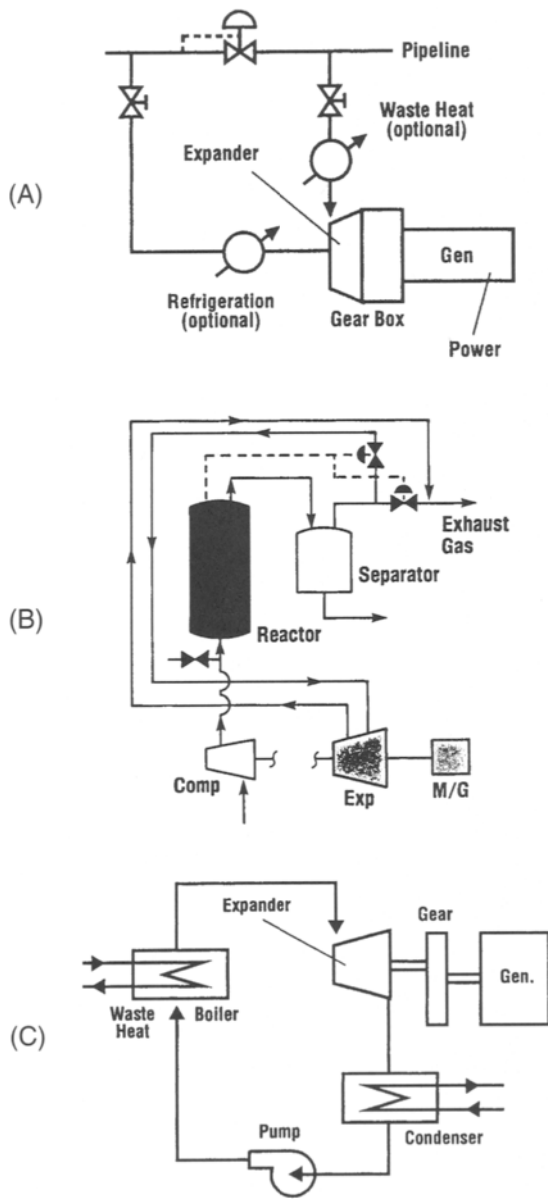 Pipeline
Waste Heat
(optional)
Expander
(A)
Gen
Refrigeration
(optional)
Gear Box
Power
Exhaust
Gas
Separator
(B)
Reactor
Comp
Exp
M/G
Expander
Gear
Gen.
Waste
Heat
Boiler
(C)
Pump
Condenser